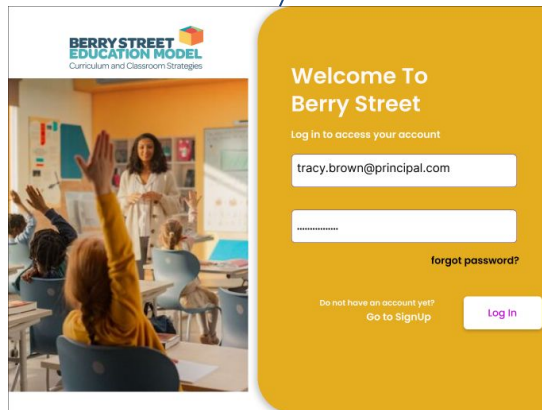 BERRY STREET
EDUCATION MODEL
Curriculum and Classroom Strategies
Welcome To
Berry Street
Log in to access your account
tracy.brown@principal.com
................
forgot password?
Do not have an account yet?
Go to SignUp
Log In